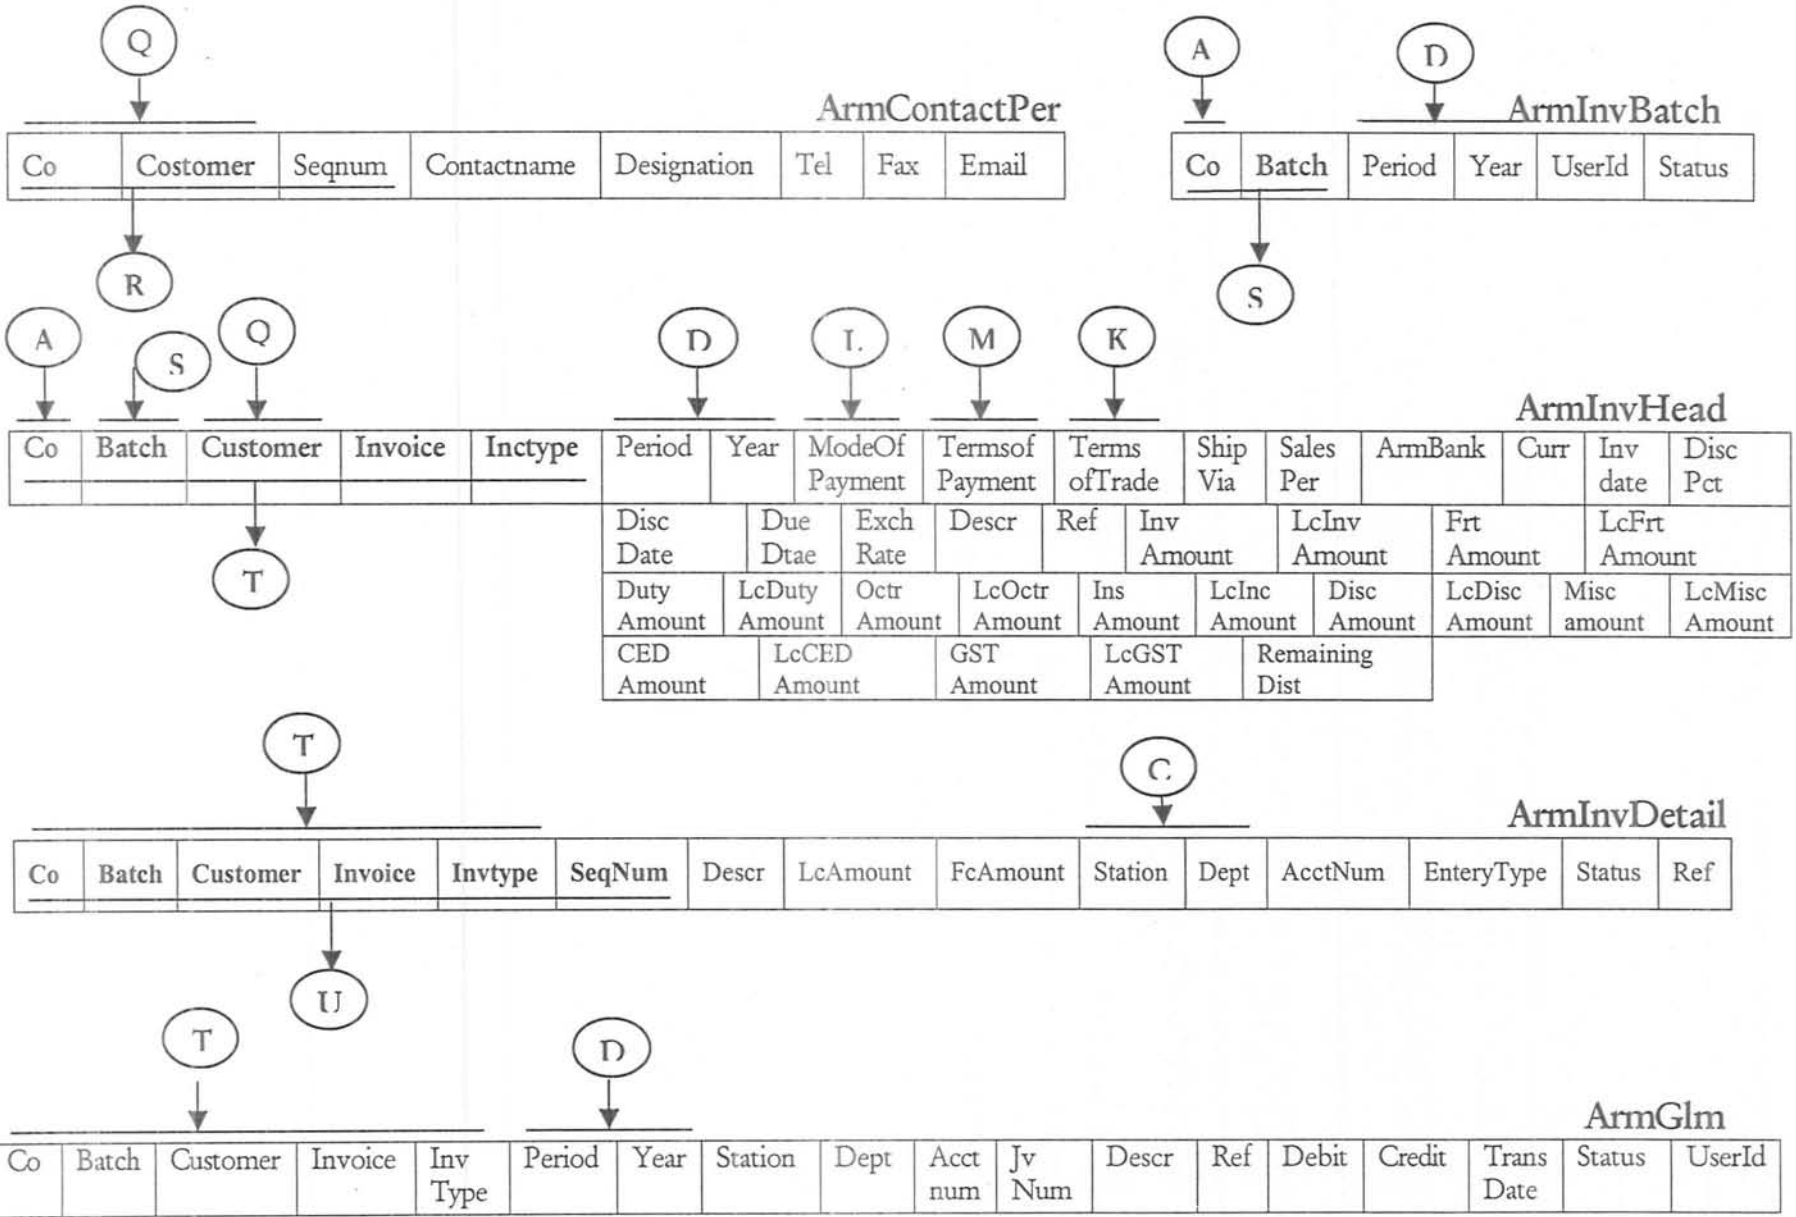 Q
A
D
ArmContactPer
ArmInvBatch
Co Costomer Seqnum Contactname Designation Tel Fax Email
Co Batch Period Year UserId Status
R
S
A
S
Q
D
L
M
K
ArmInvHead
Co Batch Customer Invoice Inctype Period Year ModeOf Termsof Terms Ship Sales ArmBank Curr Inv Disc
Payment Payment ofTrade Via Per date Pct
Disc Due Exch Descr Ref Inv LcInv Frt LcFrt
Date Dtae Rate Amount Amount Amount Amount
T
Duty LcDuty Octr LcOctr Ins LcInc Disc LcDisc Misc LcMisc
Amount Amount Amount Amount Amount Amount Amount Amount amount Amount
CED LcCED GST LcGST Remaining
Amount Amount Amount Amount Dist
T
C
ArmInvDetail
Co Batch Customer Invoice Invtype SeqNum Descr LcAmount FcAmount Station Dept AcctNum EnteryType Status Ref
U
T
D
ArmGlm
Co Batch Customer Invoice Inv Period Year Station Dept Acct Jv Descr Ref Debit Credit Trans Status UserId
Type num Num Date